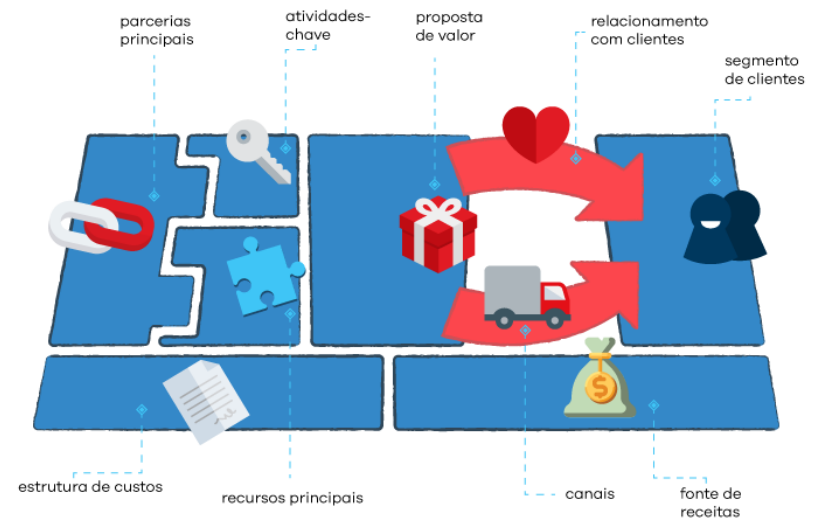 parcerias
principais
atividades-
chave
proposta
de valor
relacionamento
com clientes
segmento
de clientes
estrutura de custos
recursos principais
canais
fonte de
receitas
$